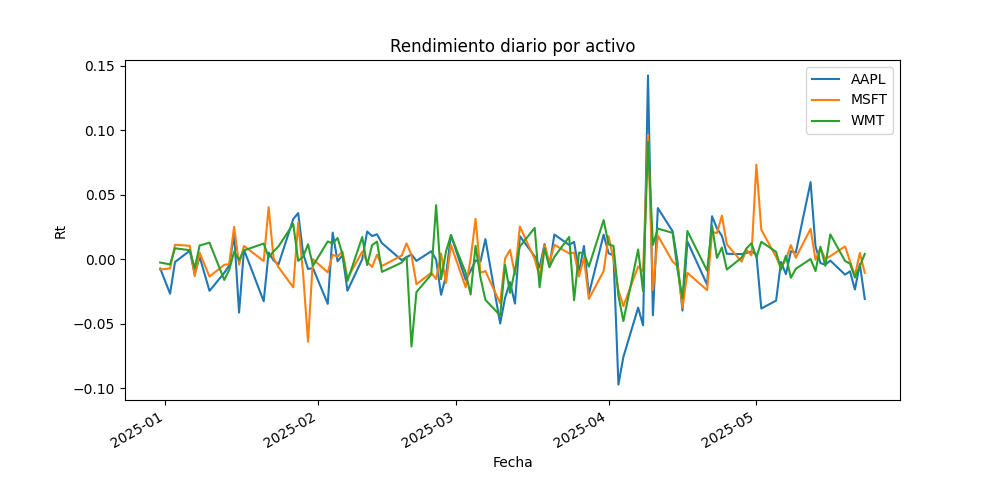 Rendimiento diario por activo
0.15
0.10
0.05
0.00
−0.05
−0.10
Rt
AAPL
MSFT
WMT
2025-01
2025-02
2025-03
2025-04
2025-05
Fecha